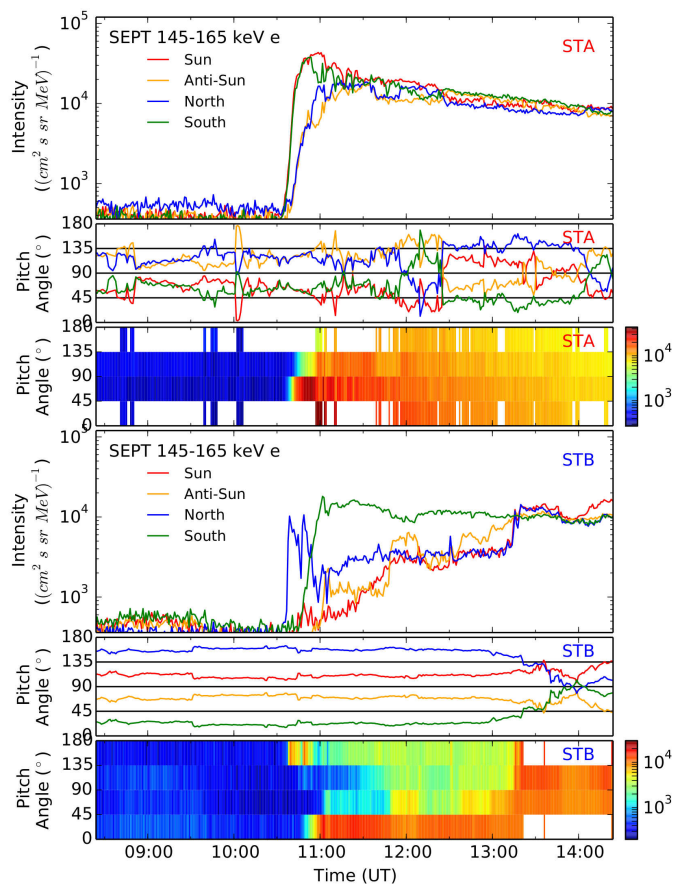 10^5
10^4
10^3
Intensity
((cm^2 s sr MeV)^-1
SEPT 145-165 keV e
STA
Sun
Anti-Sun
North
South
180
135
90
45
0
Pitch
Angle (°)
STA
180
135
90
45
0
Pitch
Angle (°)
STA
10^4
10^3
10^5
10^4
10^3
Intensity
((cm^2 s sr MeV)^-1
SEPT 145-165 keV e
STB
Sun
Anti-Sun
North
South
180
135
90
45
0
Pitch
Angle (°)
STB
180
135
90
45
0
Pitch
Angle (°)
STB
10^4
10^3
09:00 10:00 11:00 12:00 13:00 14:00
Time (UT)